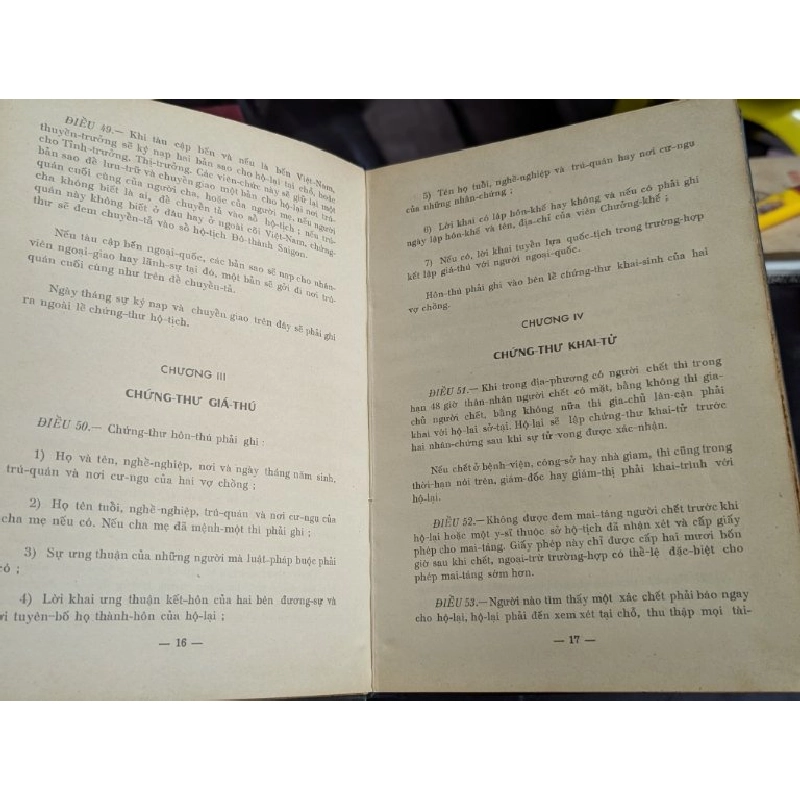 ĐIỀU 49.— Khi tàu cập bến và nếu là bến Việt-Nam,
thuyền-trưởng sẽ ký nạp hai bản sao cho hộ-lại tại chỗ, hoặc
cho Tỉnh-trưởng, Thị-trưởng. Các viên-chức này sẽ giữ lại một
bản sao để lưu-trữ và chuyển giao một bản cho hộ-lại nơi trú-
quán cuối cùng của người cha, hoặc của người mẹ, nếu người
cha không biết là ai, để chuyển tả vào sổ hộ-tịch; nếu trú-
quán này không biết ở đâu hay ở ngoài cõi Việt-Nam, chứng-
thư sẽ đem chuyển-tả vào sổ hộ-tịch Đô-thành Saigon.
Nếu tàu cập bến ngoại-quốc, các bản sao sẽ nạp cho nhân-
viên ngoại-giao hay lãnh-sự tại đó, một bản sẽ gởi đi nơi trú-
quán cuối cùng như trên để chuyển-tả.
Ngày tháng sự ký nạp và chuyển giao trên đây sẽ phải ghi
ra ngoài lề chứng-thư hộ-tịch.
CHƯƠNG III
CHỨNG-THƯ GIÁ-THÚ
ĐIỀU 50.— Chứng-thư hôn-thú phải ghi :
1) Họ và tên, nghề-nghiệp, nơi và ngày tháng năm sinh,
trú-quán và nơi cư-ngụ của hai vợ chồng ;
2) Họ tên tuổi, nghề-nghiệp, trú-quán và nơi cư-ngụ của
cha mẹ nếu có. Nếu cha mẹ đã mệnh-một thì phải ghi ;
3) Sự ưng thuận của những người mà luật-pháp buộc phải
có ;
4) Lời khai ưng thuận kết-hôn của hai bên đương-sự và
ời tuyên-bố họ thành-hôn của hộ-lại ;
— 16 —
5) Tên họ tuổi, nghề-nghiệp và trú-quán hay nơi cư-ngụ
của những nhân-chứng ;
6) Lời khai có lập hôn-khế hay không và nếu có phải ghi
ngày lập hôn-khế và tên, địa-chỉ của viên Chưởng-khế ;
7) Nếu có, lời khai tuyển lựa quốc-tịch trong trường-hợp
kết lập giá-thú với người ngoại-quốc.
Hôn-thú phải ghi vào bên lề chứng-thư khai-sinh của hai
vợ chồng.
CHƯƠNG IV
CHỨNG-THƯ KHAI-TỬ
ĐIỀU 51.— Khi trong địa-phương có người chết thì trong
hạn 48 giờ thân-nhân người chết có mặt, bằng không thì gia-
chủ người chết, bằng không nữa thì gia-chủ lân-cận phải
khai với hộ-lại sở-tại. Hộ-lại sẽ lập chứng-thư khai-tử trước
hai nhân-chứng sau khi sự tử-vong được xác-nhận.
Nếu chết ở bệnh-viện, công-sở hay nhà giam, thì cũng trong
thời-hạn nói trên, giám-đốc hay giám-thị phải khai-trình với
hộ-lại.
ĐIỀU 52.— Không được đem mai-táng người chết trước khi
hộ-lại hoặc một y-sĩ thuộc sở hộ-tịch đã nhận xét và cấp giấy
phép cho mai-táng. Giấy phép này chỉ được cấp hai mươi bốn
giờ sau khi chết, ngoại-trừ trường-hợp có thể-lệ đặc-biệt cho
phép mai-táng sớm hơn.
ĐIỀU 53.— Người nào tìm thấy một xác chết phải báo ngay
cho hộ-lại, hộ-lại phải đến xem xét tại chỗ, thu thập mọi tài-
— 17 —